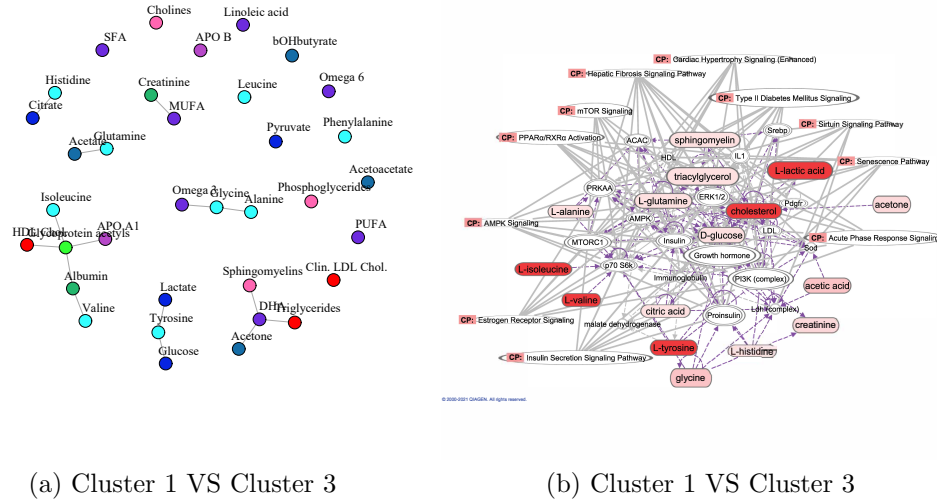 Cholines
Linoleic acid
SFA
APO B
bOHbutyrate
Histidine
Creatinine
Leucine
Omega 6
Citrate
MUFA
Glutamine
Acetate
Pyruvate
Phenylalanine
Acetoacetate
Isoleucine
Omega 3
Glycine
Alanine
Phosphoglycerides
HDL Chol.
Glycoprotein acetyls
APO A1
PUFA
Albumin
Sphingomyelins
Clin. LDL Chol.
Valine
Lactate
DHA
Triglycerides
Tyrosine
Acetone
Glucose
(a) Cluster 1 VS Cluster 3
CP: Cardiac Hypertrophy Signaling (Enhanced)
CP: Hepatic Fibrosis Signaling Pathway
CP: Type II Diabetes Mellitus Signaling
CP: mTOR Signaling
CP: Sirtuin Signaling Pathway
CP: PPARα/RXRα Activation
ACAC
sphingomyelin
Srebp
HDL
IL1
CP: Senescence Pathway
triacylglycerol
L-lactic acid
PRKAA
ERK1/2
L-glutamine
Pdgfr
acetone
L-alanine
AMPK
cholesterol
CP: AMPK Signaling
LDL
D-glucose
CP: Acute Phase Response Signaling
MTORC1
Insulin
Sod
Growth hormone
L-isoleucine
p70 S6k
Immunoglobulin
PI3K (complex)
acetic acid
L-valine
citric acid
Ldh (complex)
CP: Estrogen Receptor Signaling
malate dehydrogenase
Proinsulin
creatinine
CP: Insulin Secretion Signaling Pathway
L-tyrosine
L-histidine
glycine
© 2000-2021 QIAGEN. All rights reserved.
(b) Cluster 1 VS Cluster 3